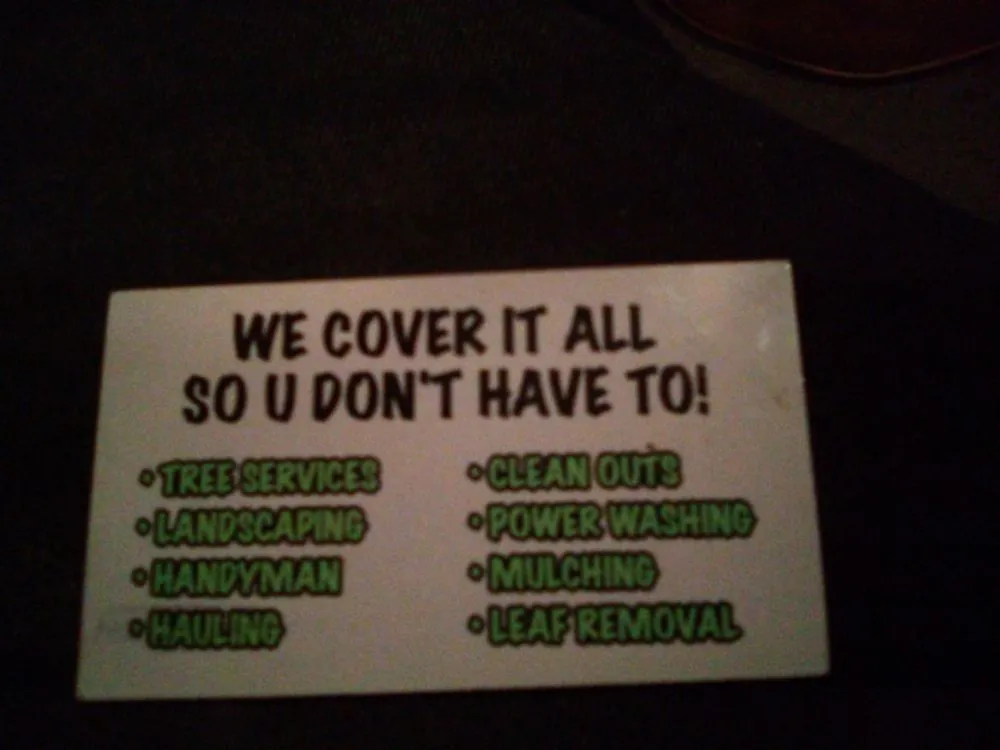 WE COVER IT ALL
SO U DON'T HAVE TO!
• TREE SERVICES
• LANDSCAPING
• HANDYMAN
• HAULING
• CLEAN OUTS
• POWER WASHING
• MULCHING
• LEAF REMOVAL